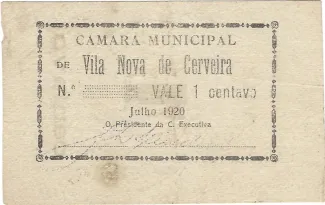 CAMARA MUNICIPAL
DE Vila Nova de Cerveira
N.º VALE 1 centavo
Julho 1920
O Presidente da C. Executiva